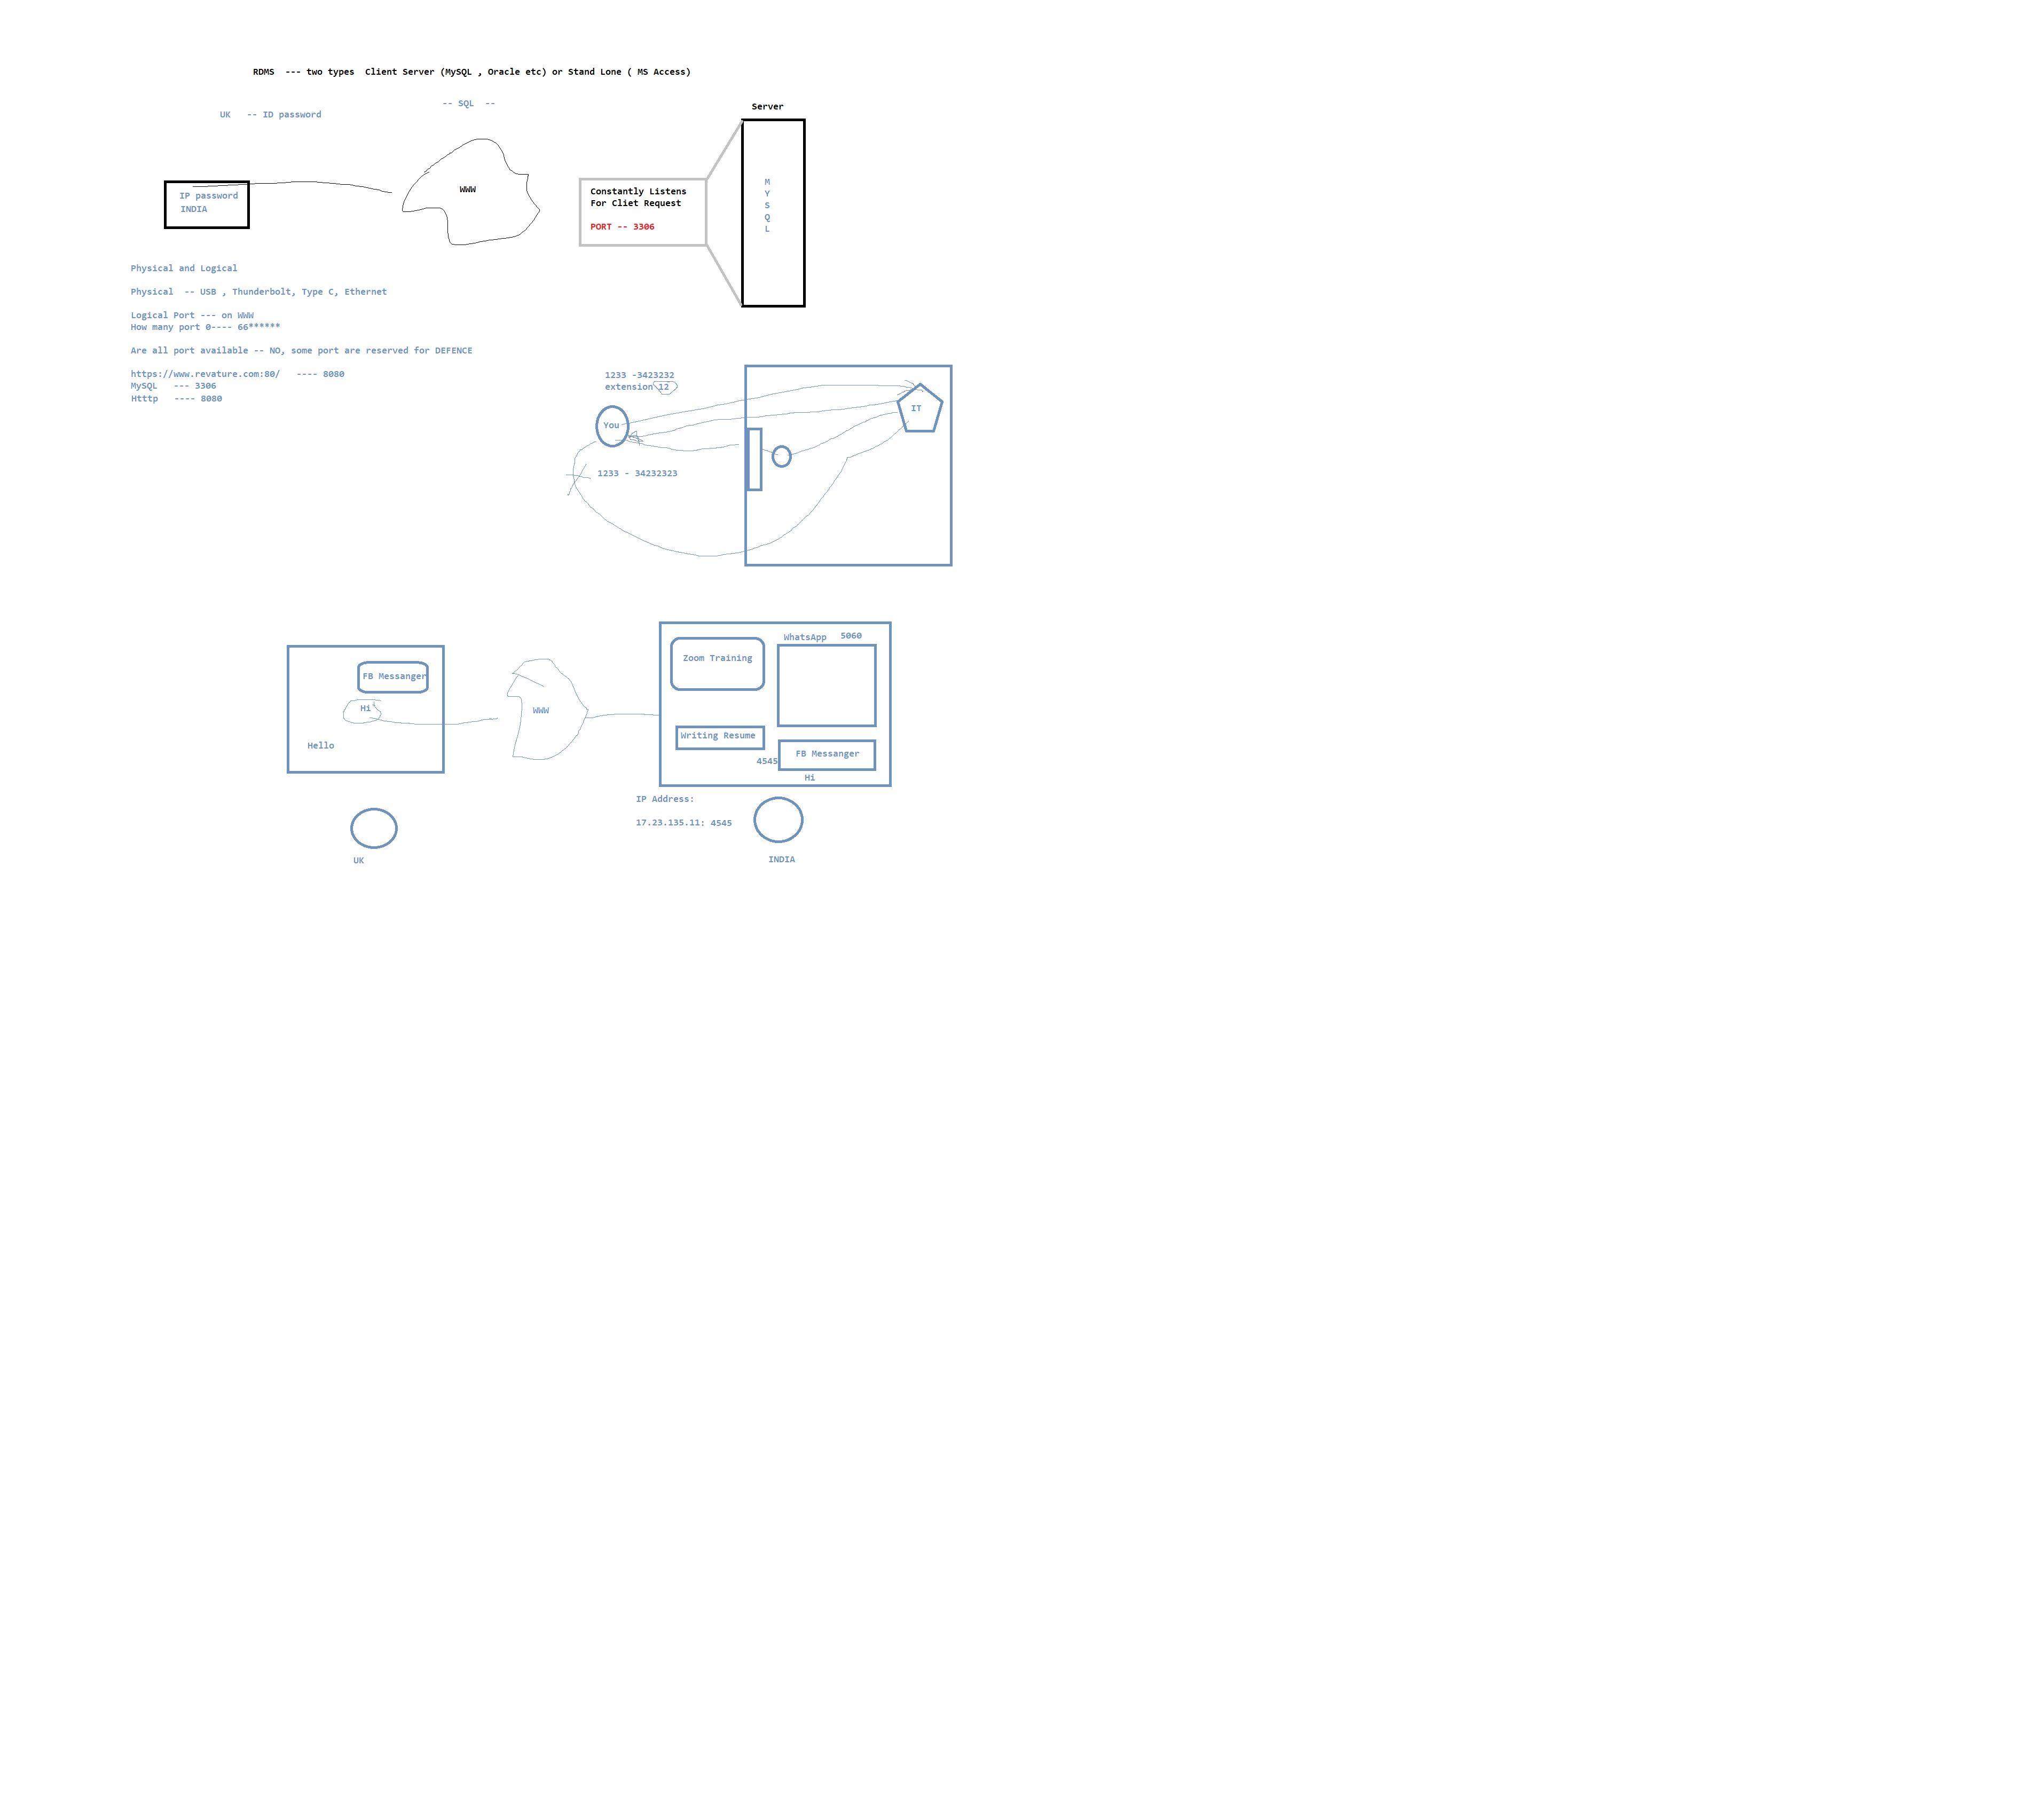 RDMS  --- two types  Client Server (MySQL , Oracle etc) or Stand Lone ( MS Access)
-- SQL  --
UK   -- ID password
Server
IP password
INDIA
WWW
Constantly Listens
For Cliet Request
PORT -- 3306
M
Y
S
Q
L
Physical and Logical
Physical  -- USB , Thunderbolt, Type C, Ethernet
Logical Port --- on WWW
How many port 0---- 66******
Are all port available -- NO, some port are reserved for DEFENCE
https://www.revature.com:80/   ---- 8080
MySQL   --- 3306
Htttp   ---- 8080
1233 -3423232
extension 12
You
IT
1233 - 34232323
FB Messanger
Hi
Hello
WWW
UK
WhatsApp   5060
Zoom Training
Writing Resume
FB Messanger
4545
Hi
IP Address:
17.23.135.11: 4545
INDIA